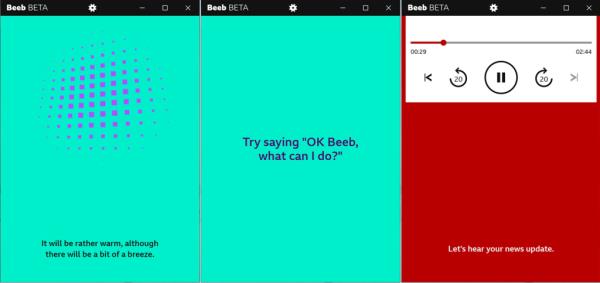 Beeb BETA
It will be rather warm, although
there will be a bit of a breeze.
Beeb BETA
Try saying "OK Beeb,
what can I do?"
Beeb BETA
00:29 02:44
20 20
Let's hear your news update.